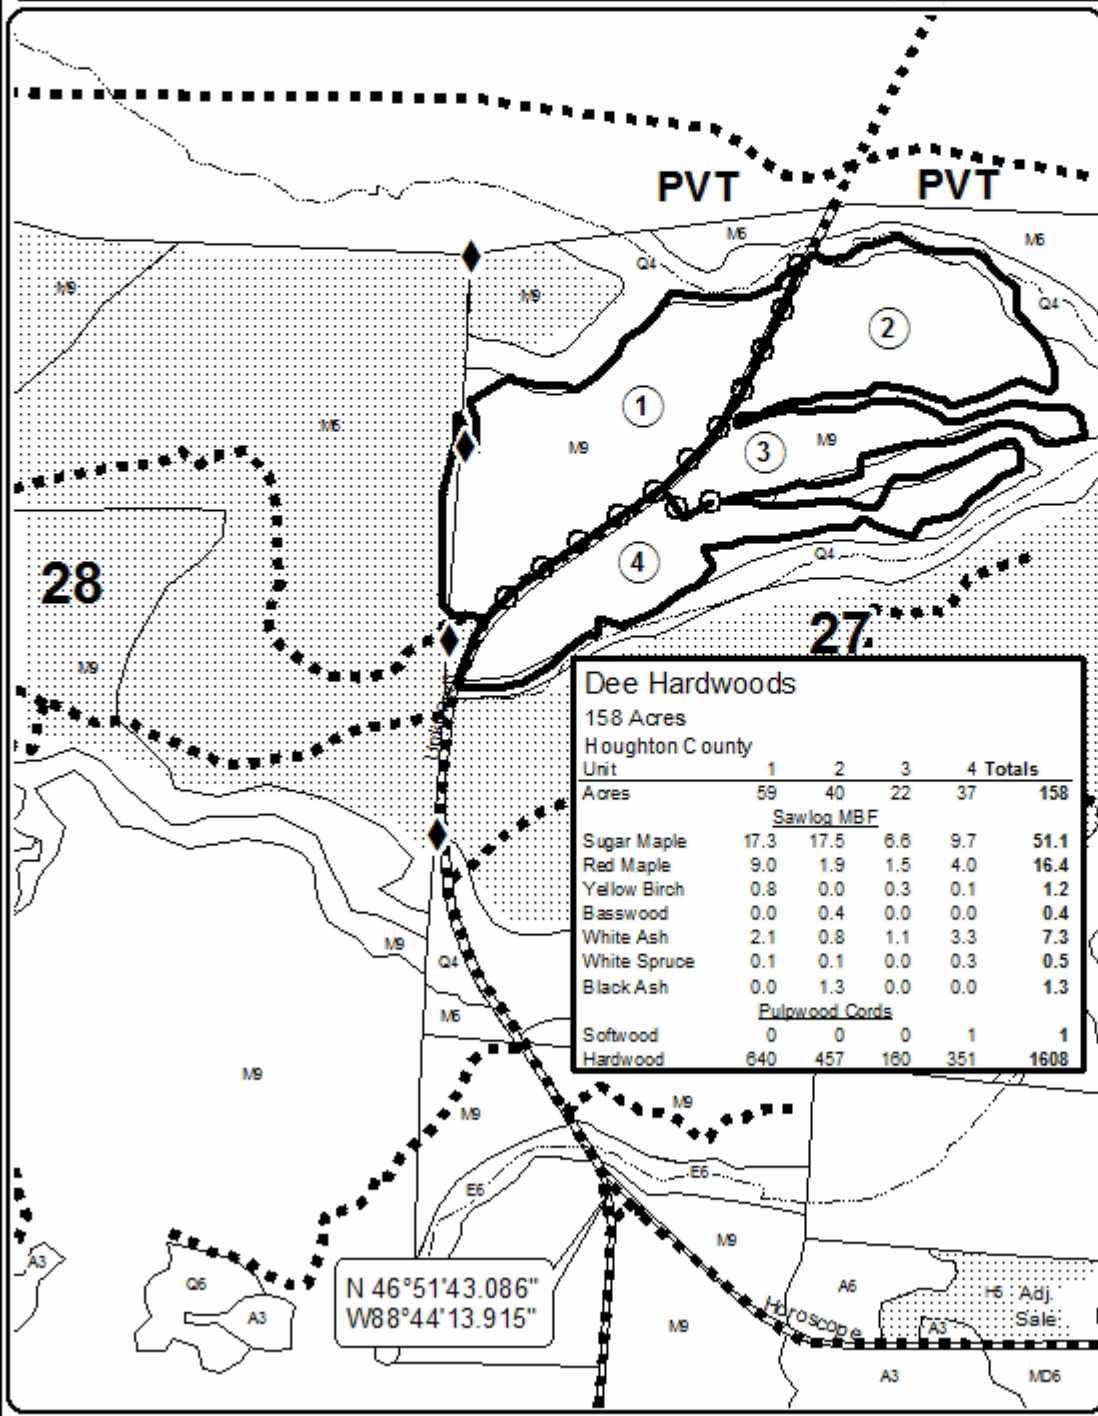 PVT
PVT
M6
M6
Q4
M9
M9
Q4
2
1
M6
M9
3
M9
28
4
Q4
27
M9
Dee Hardwoods
158 Acres
Houghton County
Unit 1 2 3 4 Totals
Acres 59 40 22 37 158
Sawlog MBF
Sugar Maple 17.3 17.5 6.6 9.7 51.1
Red Maple 9.0 1.9 1.5 4.0 16.4
Yellow Birch 0.8 0.0 0.3 0.1 1.2
Basswood 0.0 0.4 0.0 0.0 0.4
White Ash 2.1 0.8 1.1 3.3 7.3
White Spruce 0.1 0.1 0.0 0.3 0.5
Black Ash 0.0 1.3 0.0 0.0 1.3
Pulpwood Cords
Softwood 0 0 0 1 1
Hardwood 640 457 160 351 1608
M9
Q4
M6
M9
M9
M9
E6
E6
M9
A3
Q6
A3
N 46°51'43.086"
W88°44'13.915"
A6
H5 Adj.
Sale
Horoscope
A3
M9
A3
MD6